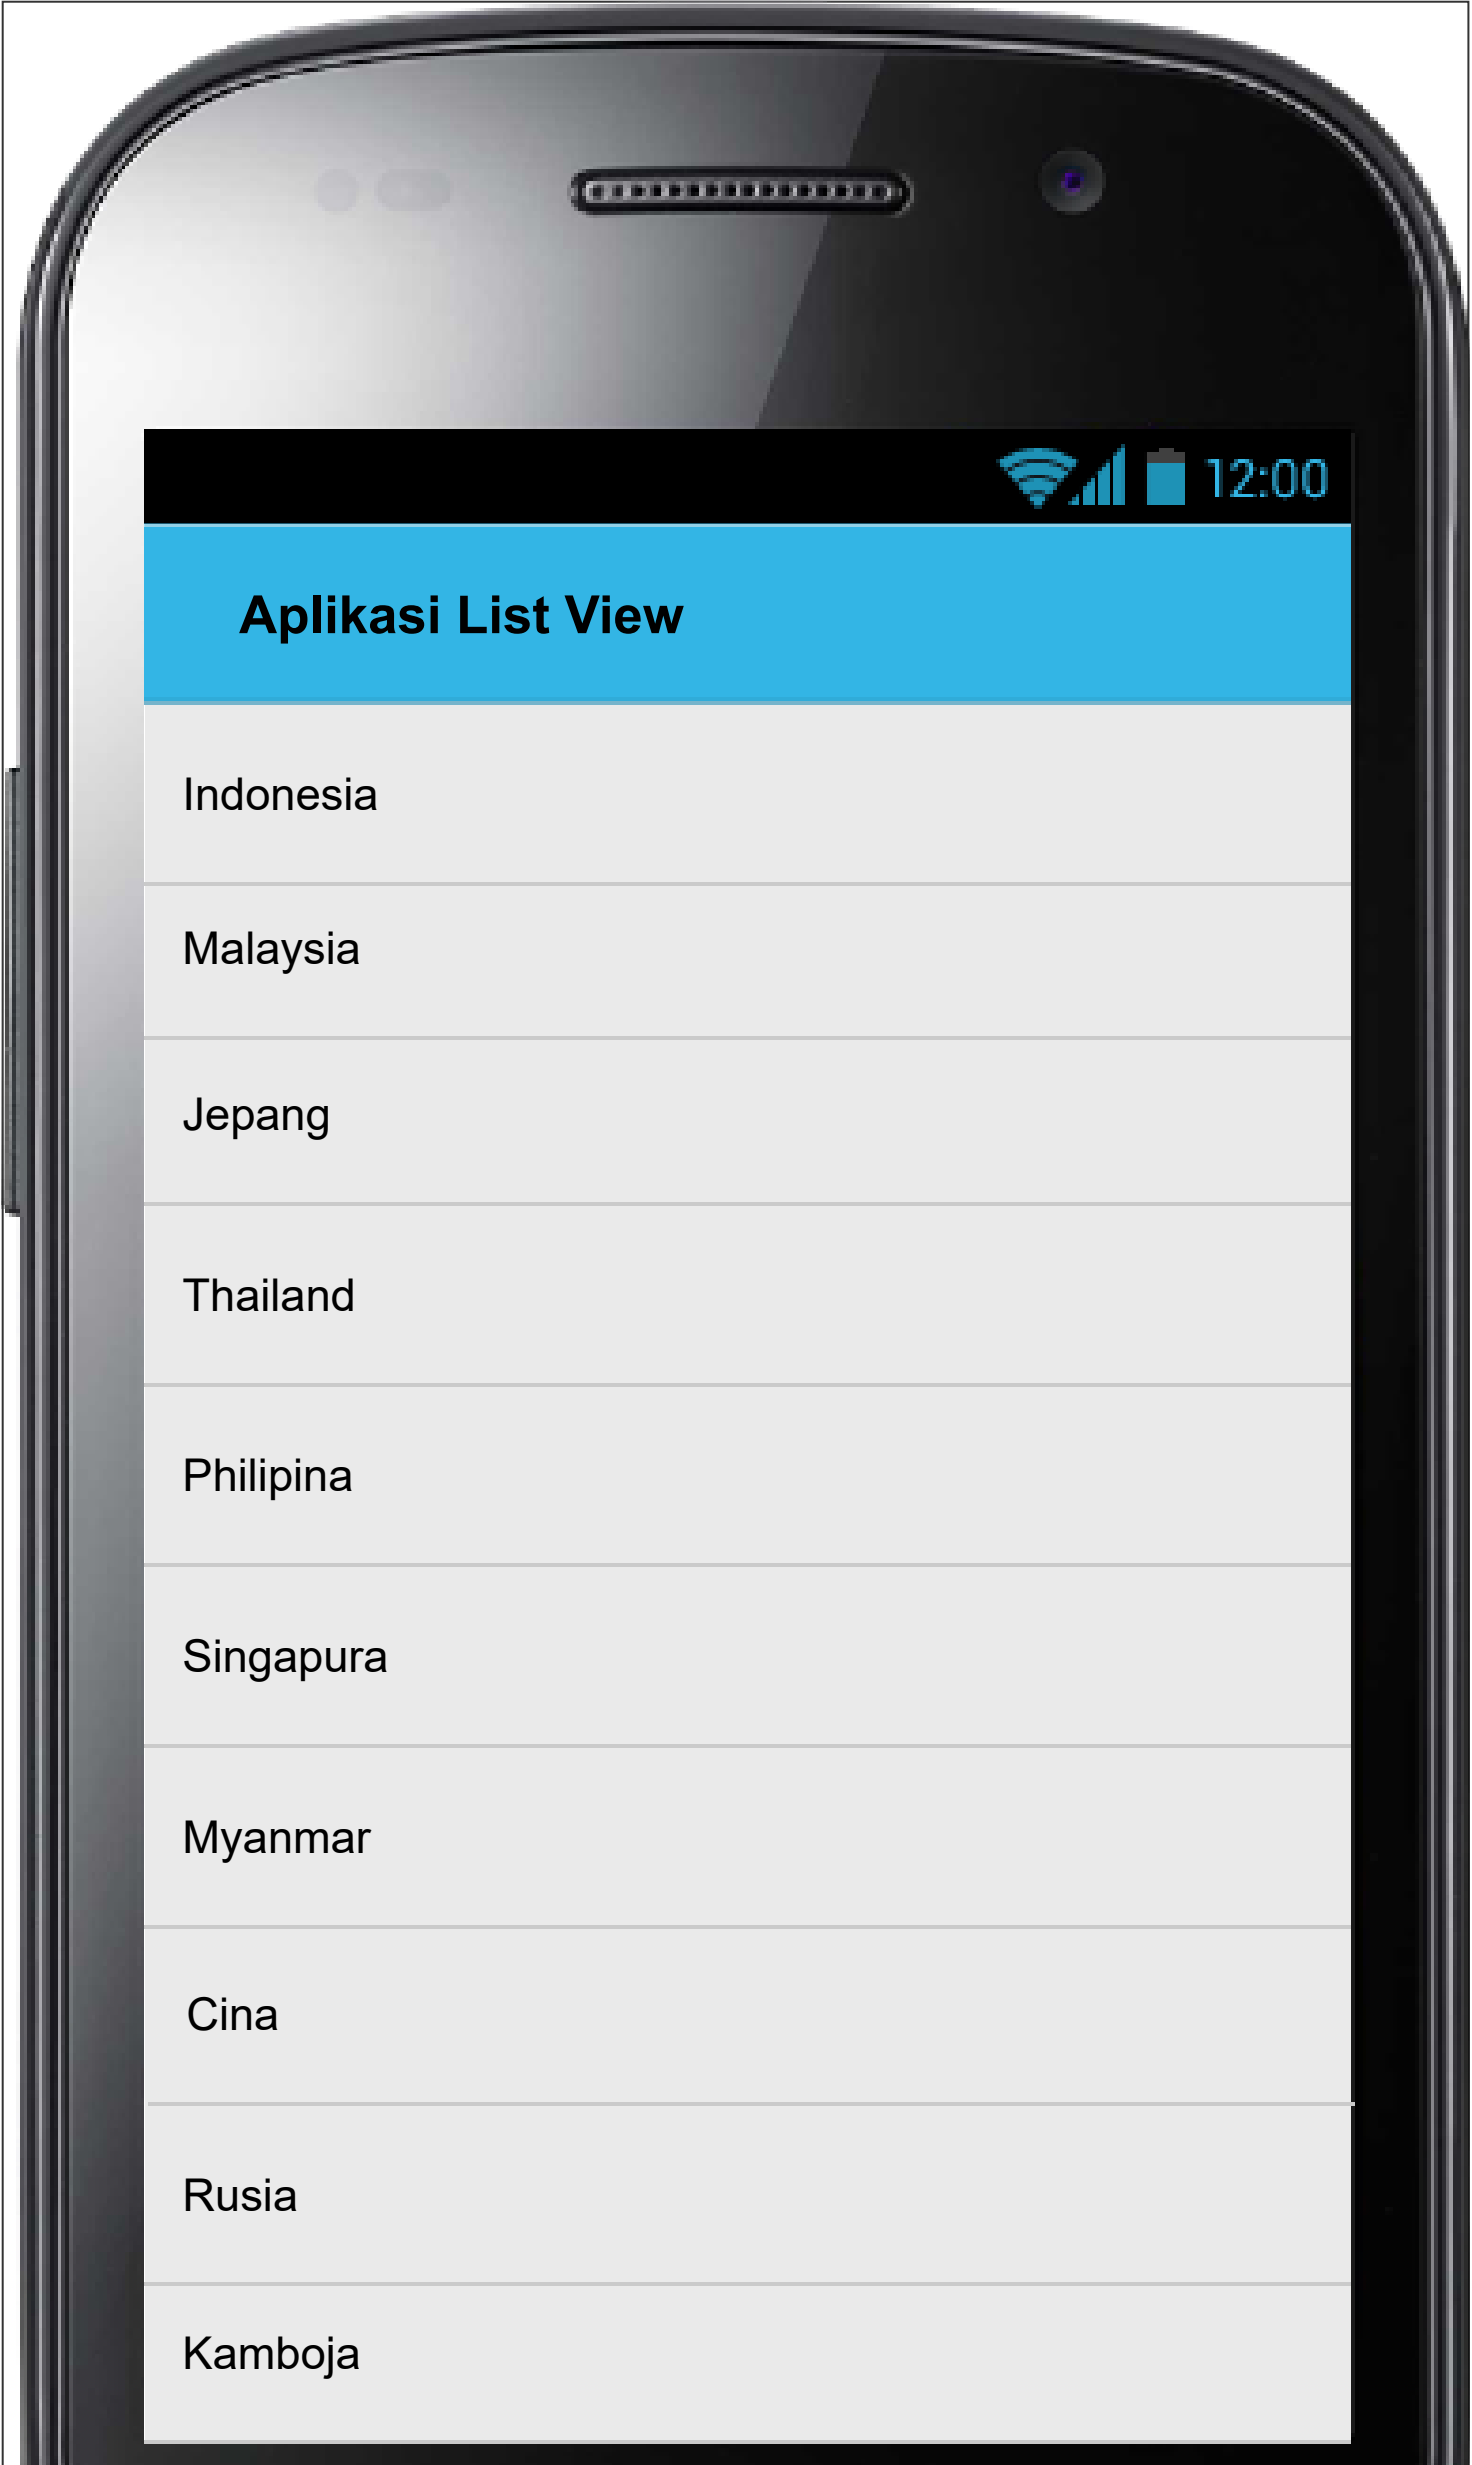 12:00
Aplikasi List View
Indonesia
Malaysia
Jepang
Thailand
Philipina
Singapura
Myanmar
Cina
Rusia
Kamboja